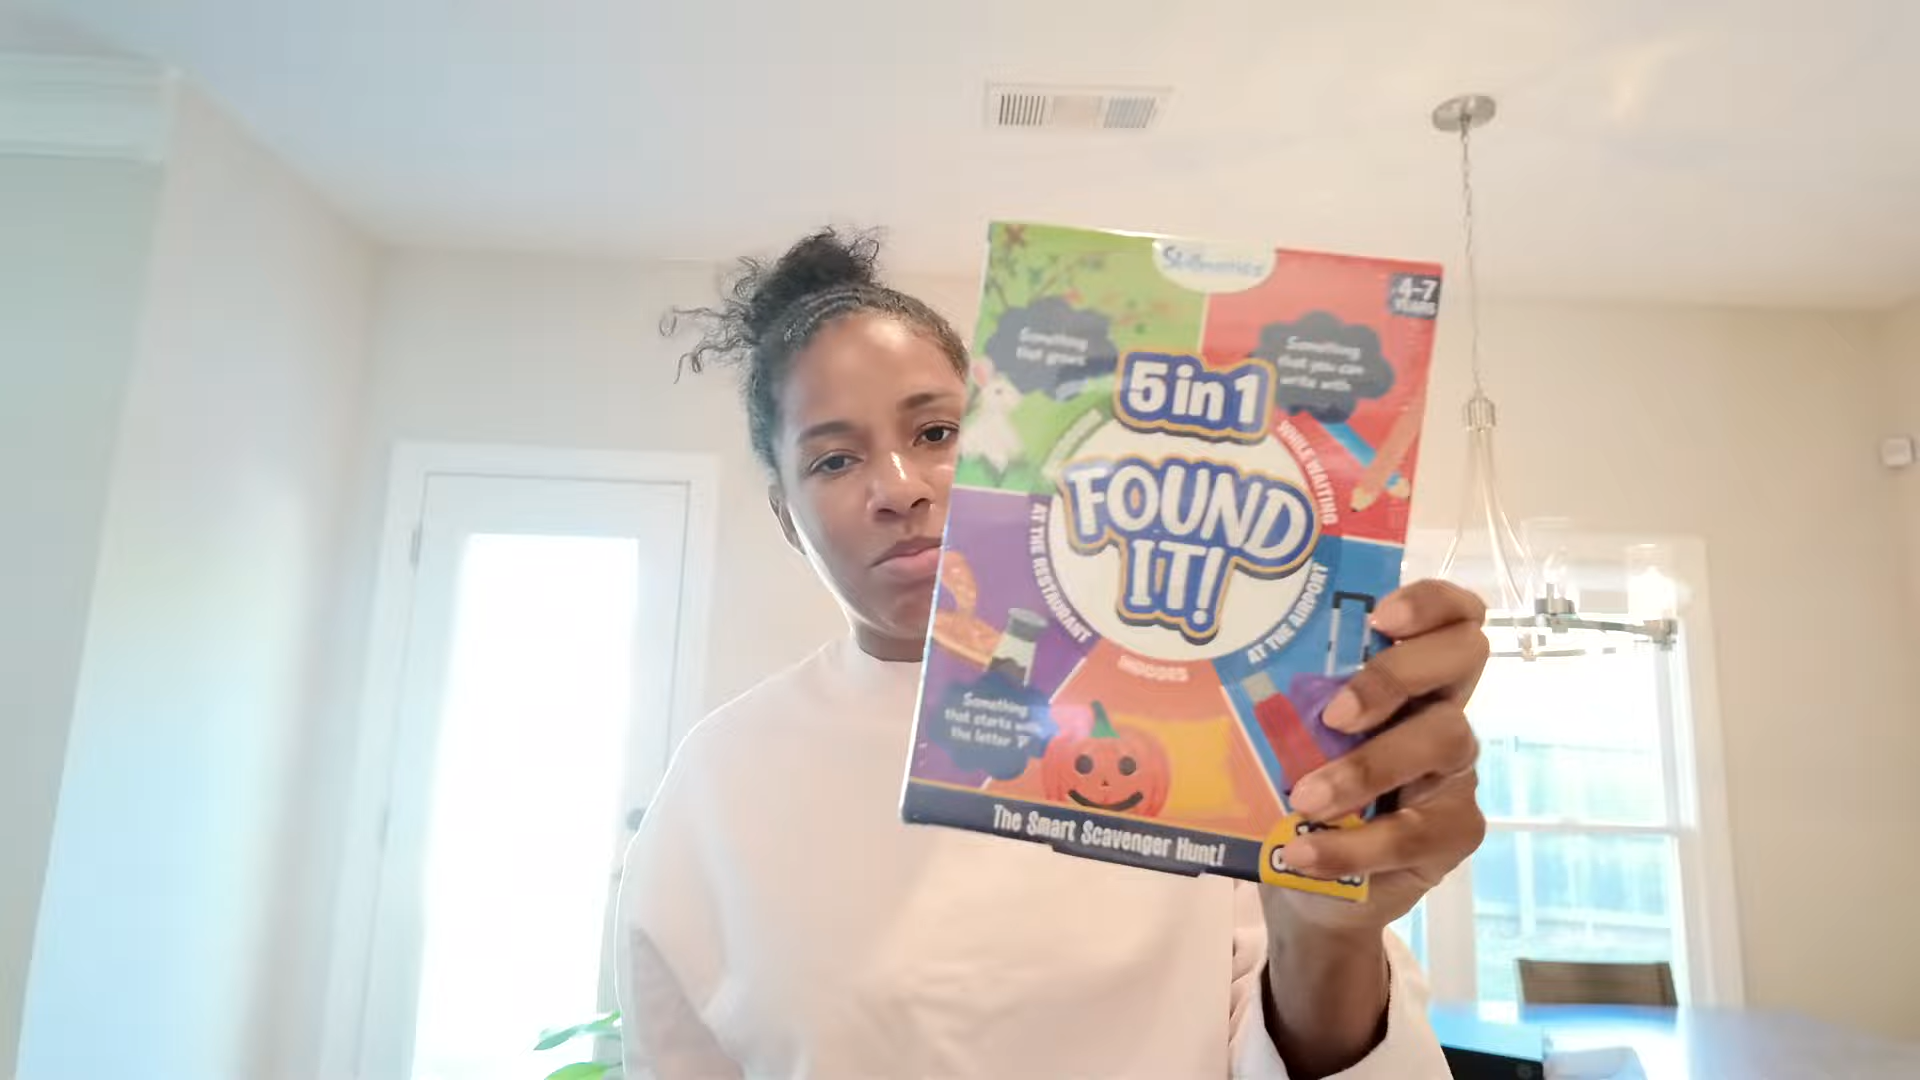 Skillmatics
4-7
YEARS
Something
that grows
Something
that you can
write with
5 in 1
FOUND
IT!
WHILE WAITING
AT THE RESTAURANT
AT THE AIRPORT
INDOORS
Something
that starts with
the letter 'P'
The Smart Scavenger Hunt!